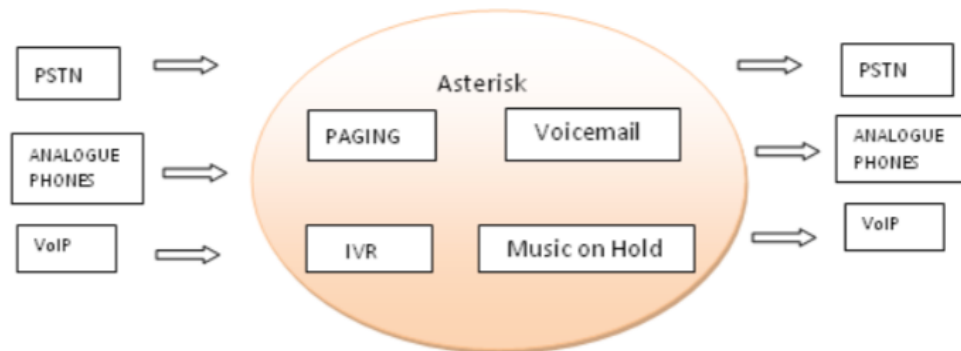 PSTN
ANALOGUE
PHONES
VoIP
Asterisk
PAGING
Voicemail
IVR
Music on Hold
PSTN
ANALOGUE
PHONES
VoIP